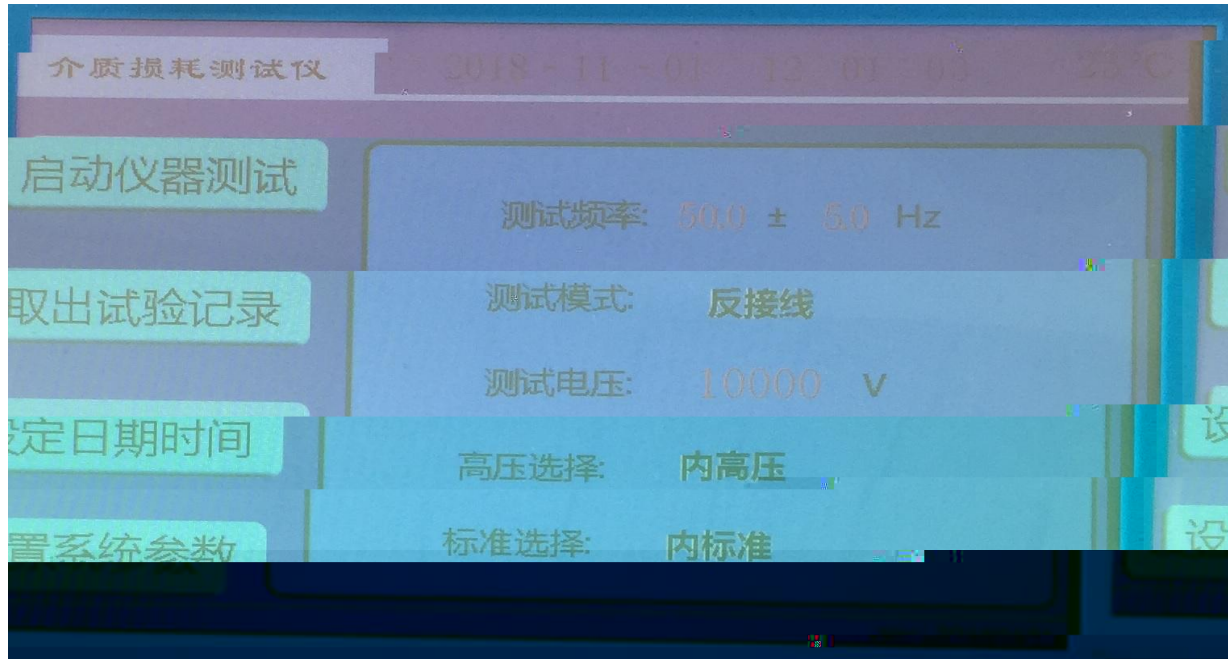 介质损耗测试仪 2018 - 11 - 01 12 01 03 25°C
启动仪器测试
测试频率: 50.0 ± 5.0 Hz
取出试验记录
测试模式: 反接线
测试电压: 10000 V
设定日期时间
设
高压选择: 内高压
标准选择: 内标准
置系统参数
设